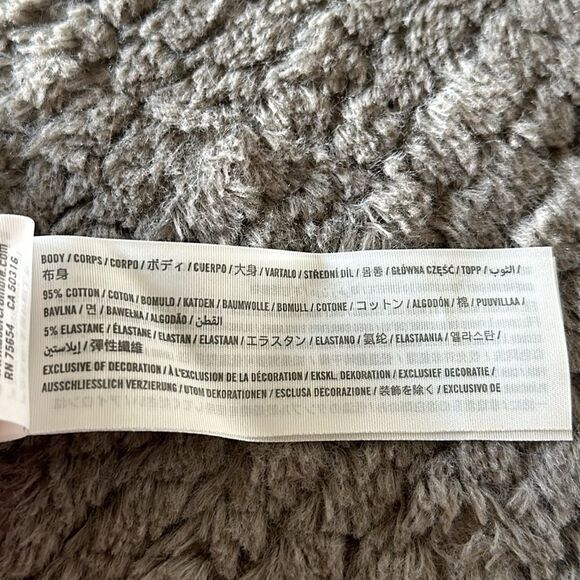 BODY / CORPS / CORPO / ボディ / CUERPO / 大身 / VARTALO / STŘEDNÍ DÍL / 몸통 / GŁÓWNA CZĘŚĆ / TOPP / الثوب /
布身
95% COTTON / COTON / BOMULD / KATOEN / BAUMWOLLE / BOMULL / COTONE / コットン / ALGODÓN / 棉 / PUUVILLAA /
BAVLNA / 면 / BAWEŁNA / ALGODÃO / القطن /
5% ELASTANE / ÉLASTANE / ELASTAN / ELASTAAN / エラスタン / ELASTANO / 氨纶 / ELASTAANIA / 엘라스탄 /
إيلاستين / 彈性纖維
EXCLUSIVE OF DECORATION / À L'EXCLUSION DE LA DÉCORATION / EKSKL. DEKORATION / EXCLUSIEF DECORATIE /
AUSSCHLIESSLICH VERZIERUNG / UTOM DEKORATIONEN / ESCLUSA DECORAZIONE / 装飾を除く / EXCLUSIVO DE
RN 75654 CA 50316